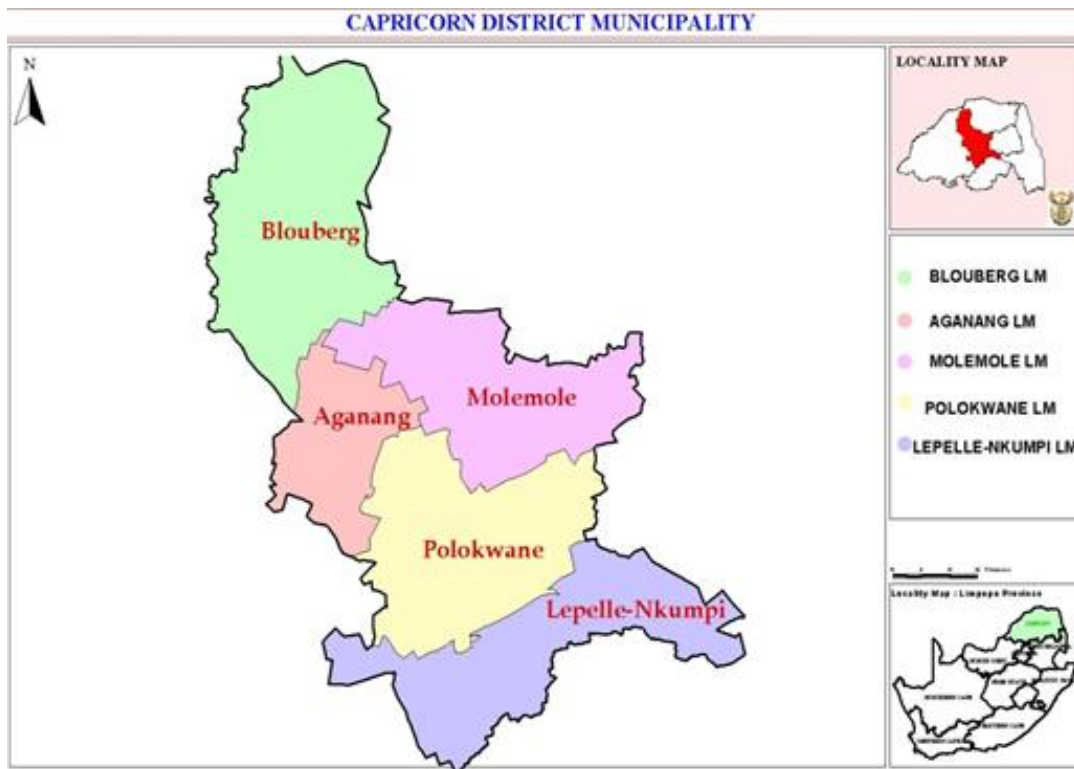 CAPRICORN DISTRICT MUNICIPALITY
N
Blouberg
Molemole
Aganang
Polokwane
Lepelle-Nkumpi
LOCALITY MAP
BLOUBERG LM
AGANANG LM
MOLEMOLE LM
POLOKWANE LM
LEPELLE-NKUMPI LM
Locality Map : Limpopo Province